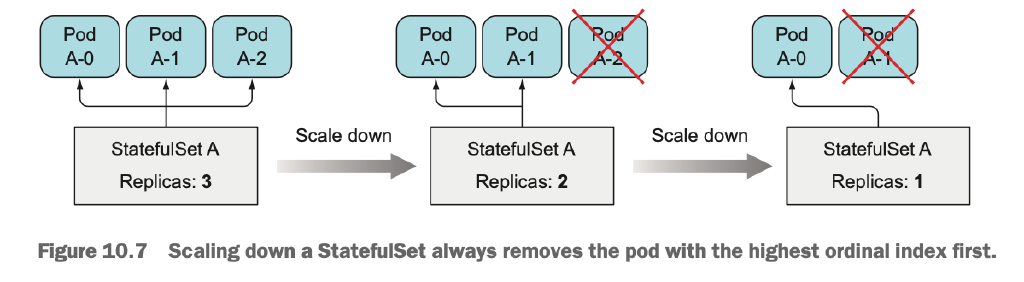 Pod
A-0
Pod
A-1
Pod
A-2
StatefulSet A
Replicas: 3
Scale down
Pod
A-0
Pod
A-1
Pod
A-2
StatefulSet A
Replicas: 2
Scale down
Pod
A-0
Pod
A-1
StatefulSet A
Replicas: 1
Figure 10.7 Scaling down a StatefulSet always removes the pod with the highest ordinal index first.